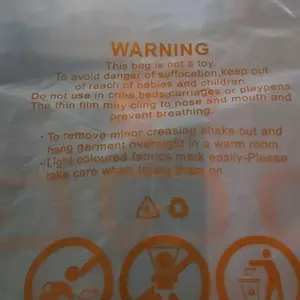 WARNING
This bag is not a toy.
To avoid danger of suffocation,keep out
of reach of babies and children.
Do not use in cribs,beds,carriages or playpens.
The thin film may cling to nose and mouth and
prevent breathing.
· To remove minor creasing shake out and
hang garment overnight in a warm room.
· Light coloured fabrics mark easily-Please
take care when trying them on.